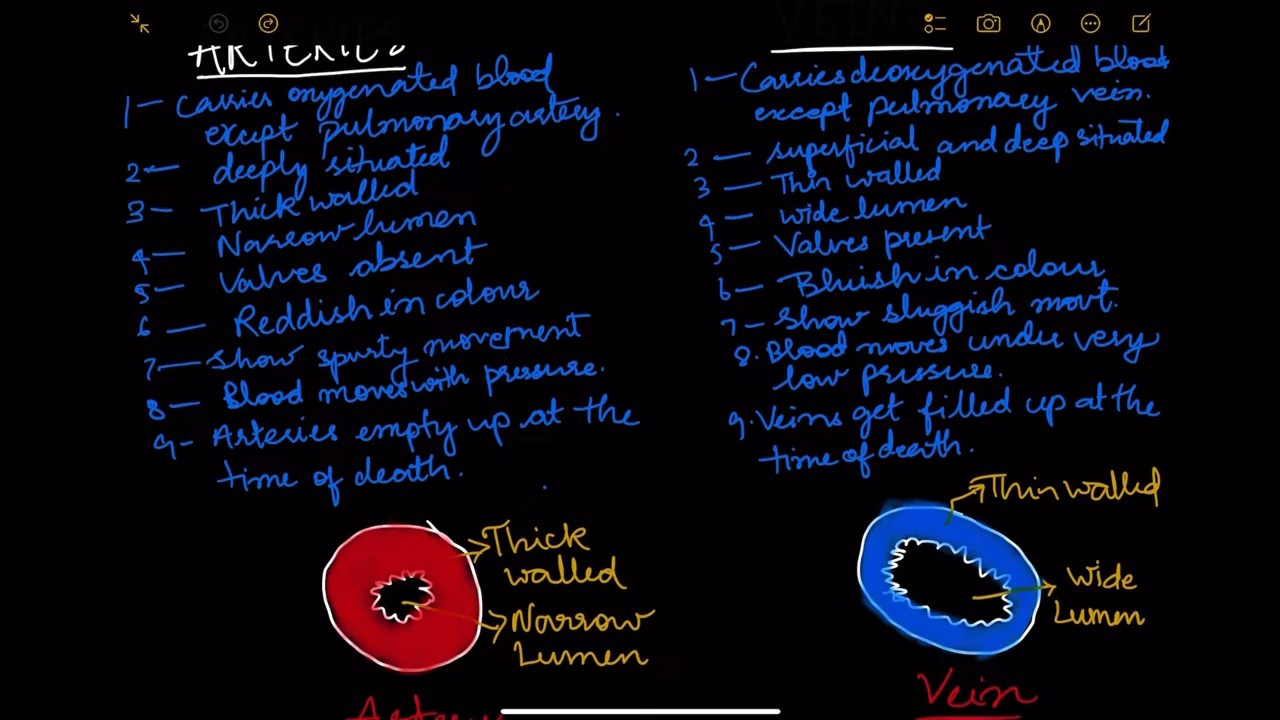 ARTERIES
1- Carries oxygenated blood
except pulmonary artery.
2- deeply situated
3- Thick walled
4- Narrow lumen
5- Valves absent
6- Reddish in colour
7- Show spurty movement
8- Blood moves with pressure.
9- Arteries empty up at the
time of death.
Thick
walled
Narrow
Lumen
Artery
VEINS
1- Carries deoxygenated blood
except pulmonary vein.
2- superficial and deep situated
3- Thin walled
4- wide lumen
5- Valves present
6- Bluish in colour
7- Show sluggish movt.
8. Blood moves under very
low pressure.
9. Veins get filled up at the
time of death.
Thin walled
Wide
Lumen
Vein